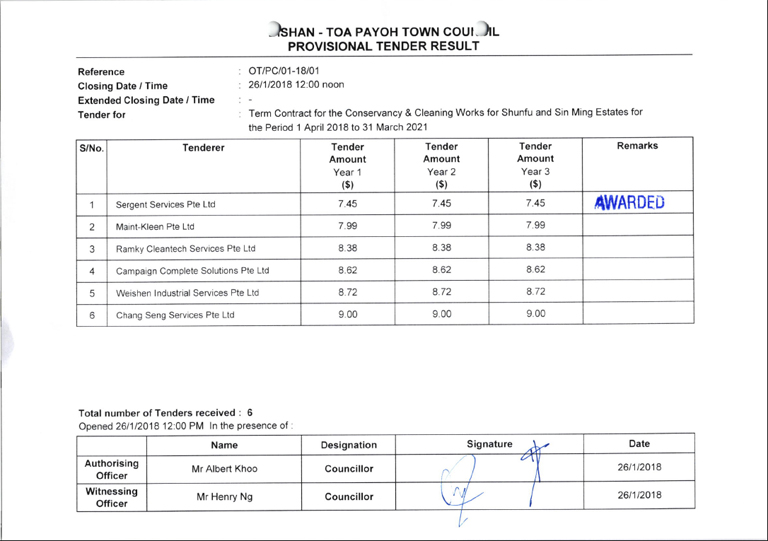 SHAN - TOA PAYOH TOWN COU IL
PROVISIONAL TENDER RESULT
Reference : OT/PC/01-18/01
Closing Date / Time : 26/1/2018 12:00 noon
Extended Closing Date / Time : -
Tender for : Term Contract for the Conservancy & Cleaning Works for Shunfu and Sin Ming Estates for
the Period 1 April 2018 to 31 March 2021
S/No. Tenderer Tender Amount Year 1 ($) Tender Amount Year 2 ($) Tender Amount Year 3 ($) Remarks
1 Sergent Services Pte Ltd 7.45 7.45 7.45 AWARDED
2 Maint-Kleen Pte Ltd 7.99 7.99 7.99
3 Ramky Cleantech Services Pte Ltd 8.38 8.38 8.38
4 Campaign Complete Solutions Pte Ltd 8.62 8.62 8.62
5 Weishen Industrial Services Pte Ltd 8.72 8.72 8.72
6 Chang Seng Services Pte Ltd 9.00 9.00 9.00
Total number of Tenders received : 6
Opened 26/1/2018 12:00 PM In the presence of :
Name Designation Signature Date
Authorising Officer Mr Albert Khoo Councillor 26/1/2018
Witnessing Officer Mr Henry Ng Councillor 26/1/2018